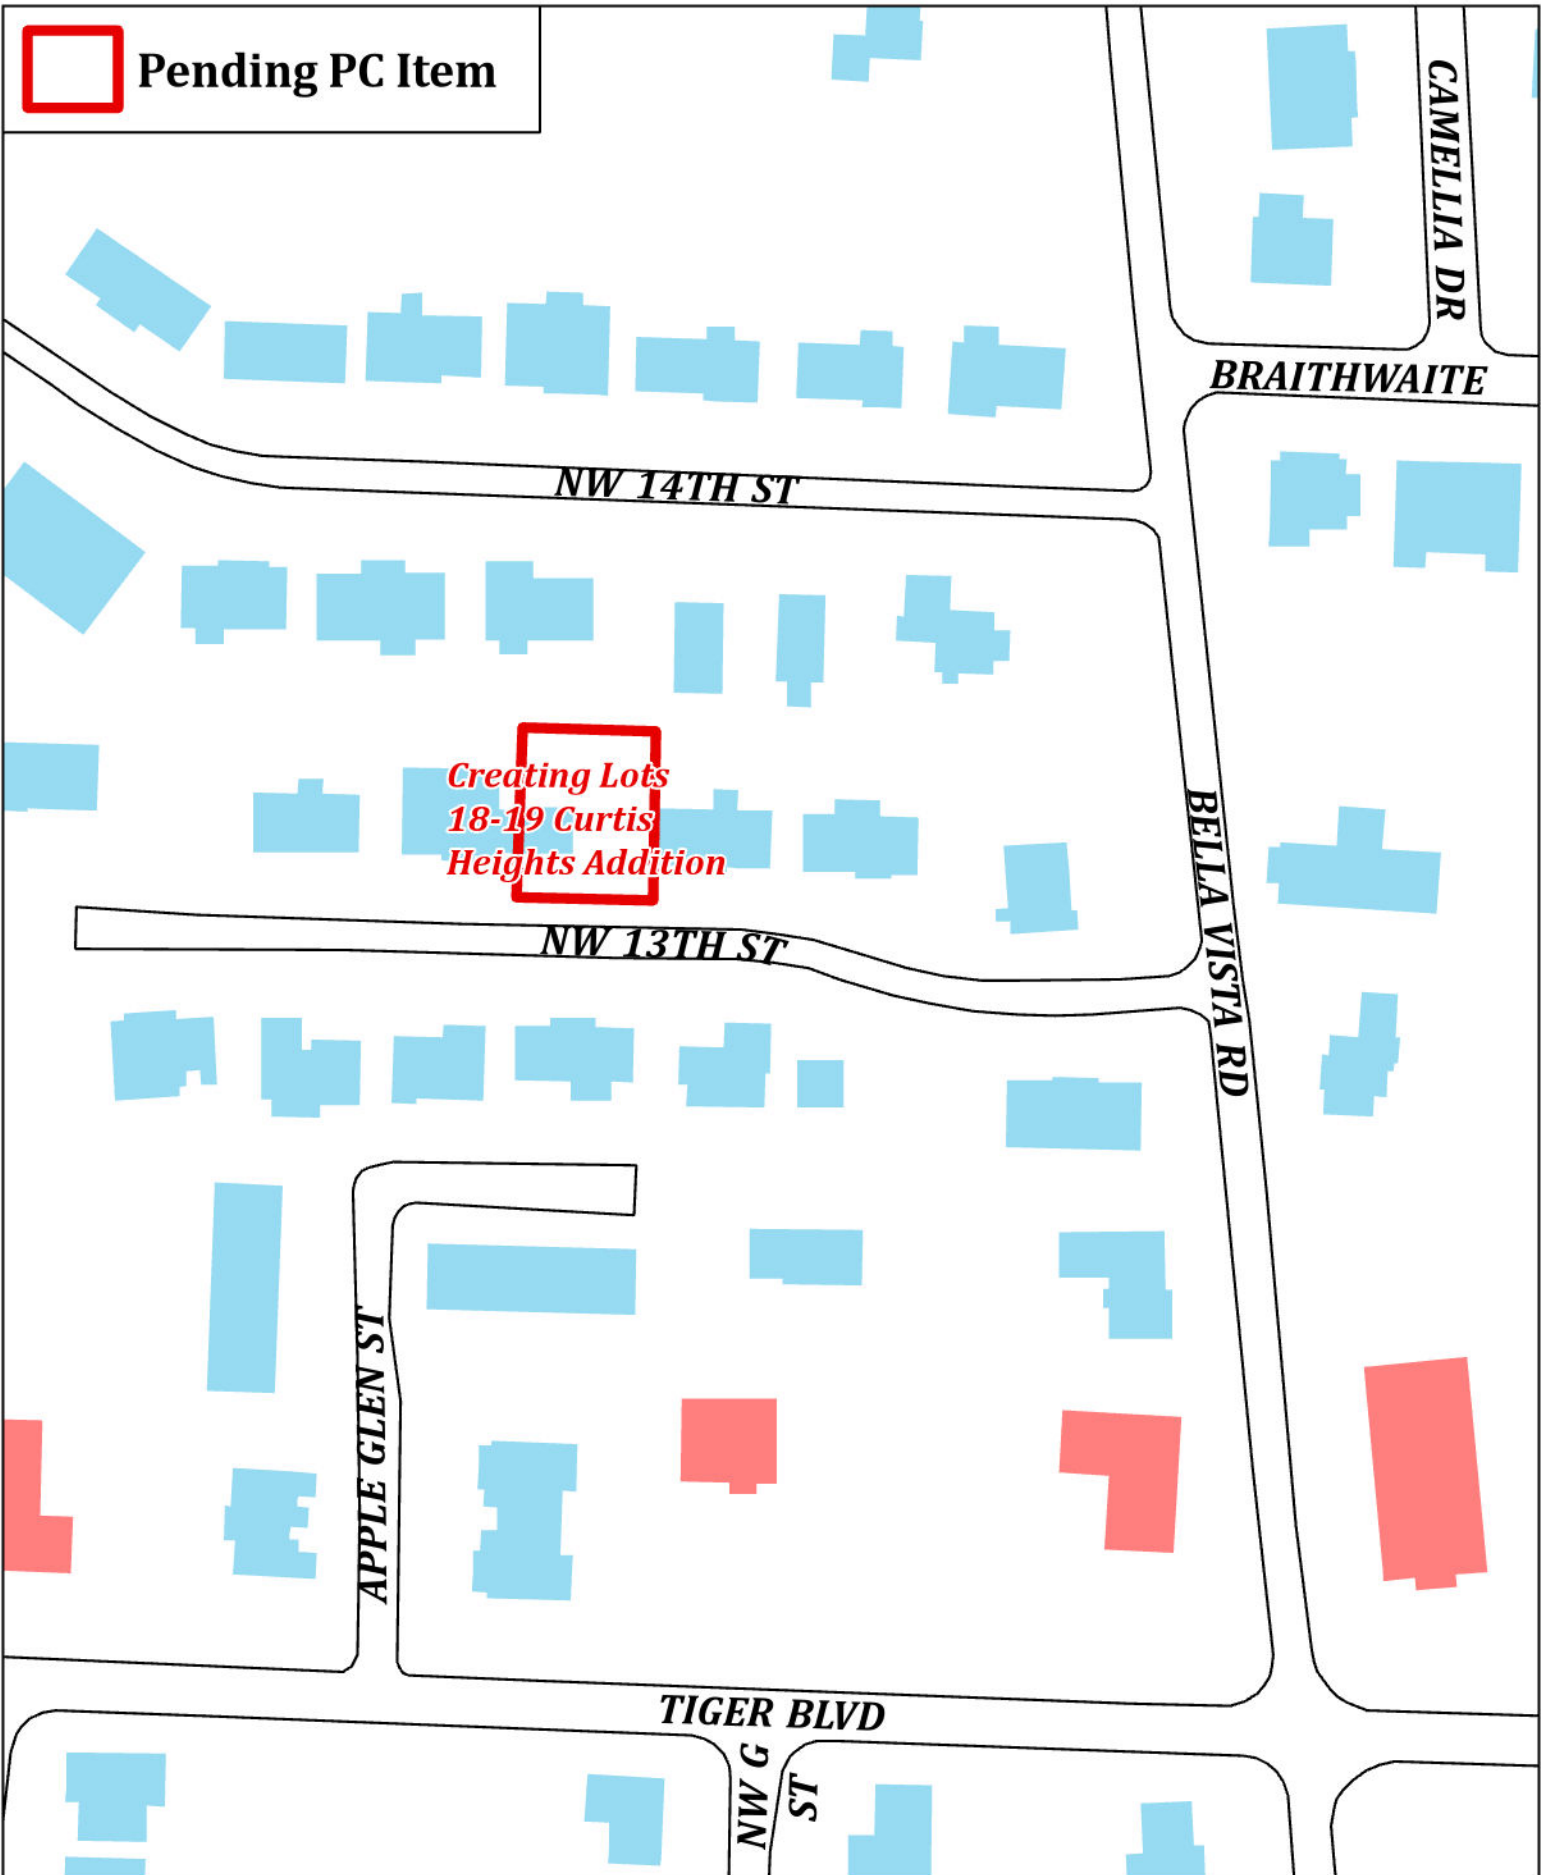 Pending PC Item
CAMELLIA DR
BRAITHWAITE
NW 14TH ST
Creating Lots
18-19 Curtis
Heights Addition
BELLA VISTA RD
NW 13TH ST
APPLE GLEN ST
TIGER BLVD
NW G
ST